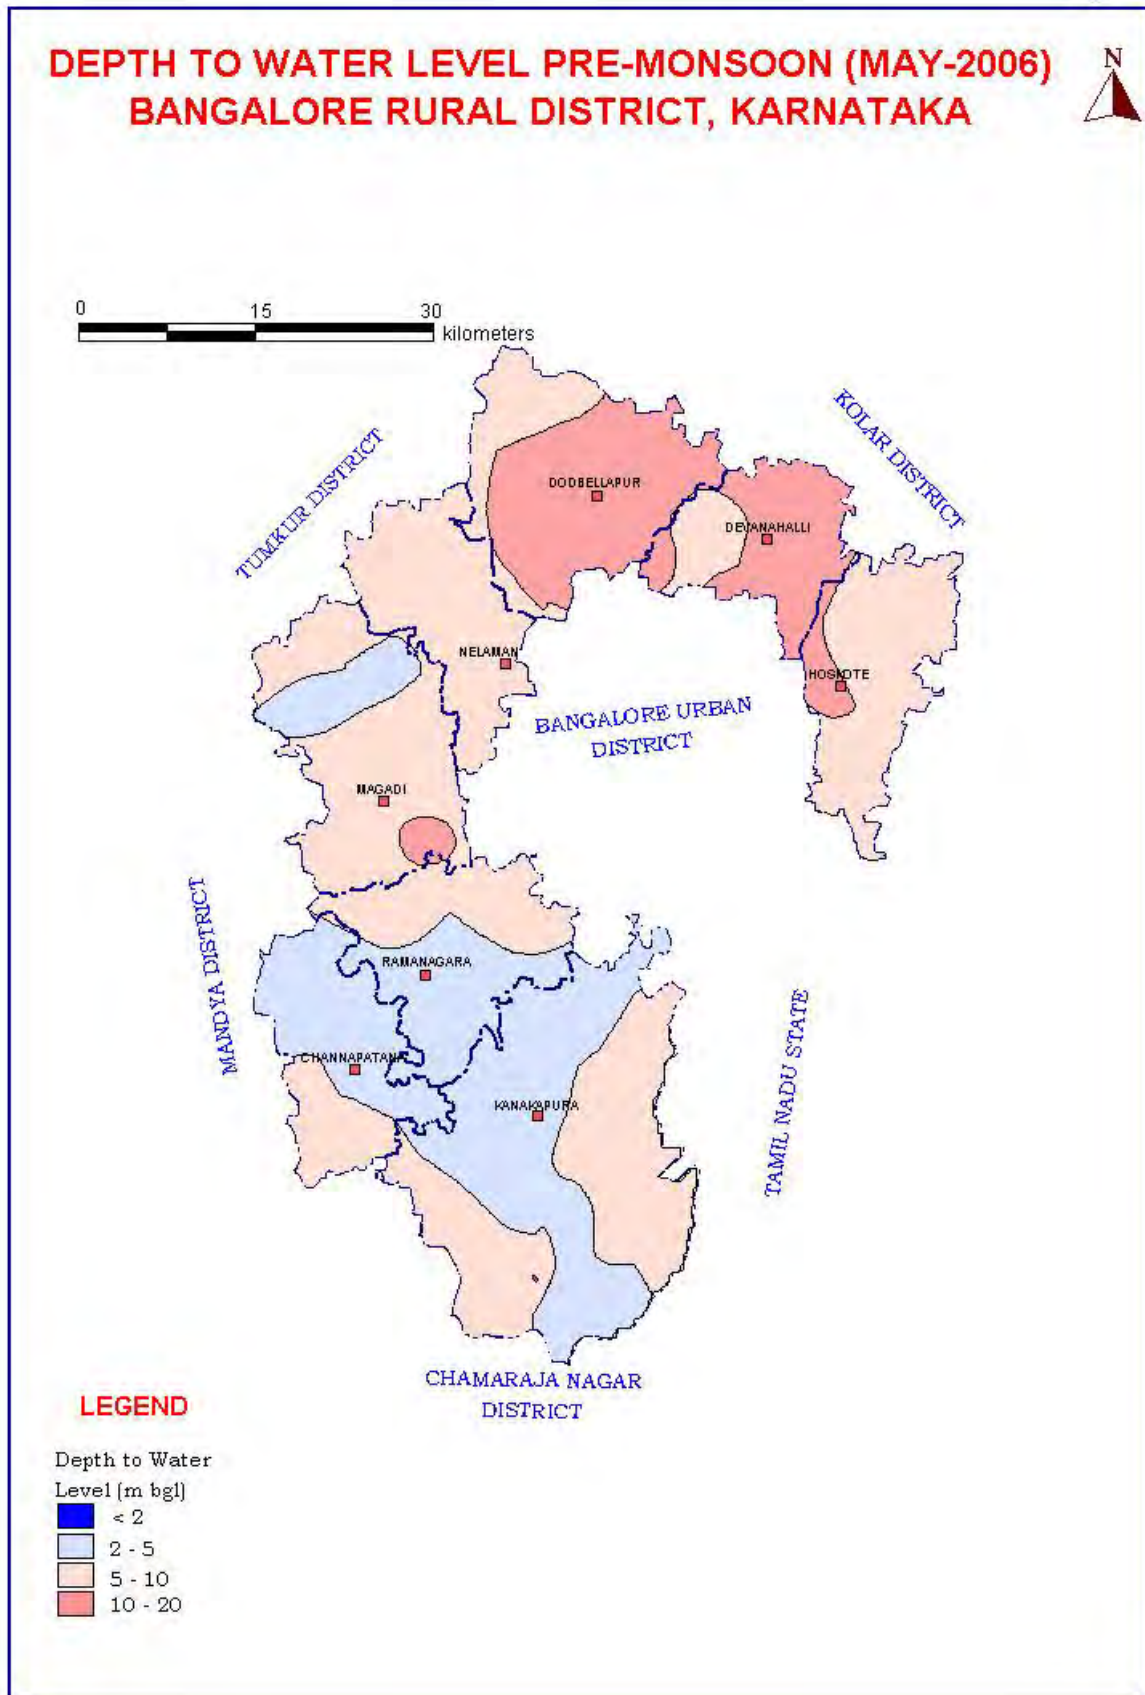 DEPTH TO WATER LEVEL PRE-MONSOON (MAY-2006)
BANGALORE RURAL DISTRICT, KARNATAKA
N
0 15 30
kilometers
TUMKUR DISTRICT
KOLAR DISTRICT
DODBELLAPUR
DEVANAHALLI
NELAMAN
HOSKOTE
BANGALORE URBAN
DISTRICT
MAGADI
MANDYA DISTRICT
RAMANAGARA
TAMIL NADU STATE
CHANNAPATANA
KANAKAPURA
CHAMARAJA NAGAR
DISTRICT
LEGEND
Depth to Water
Level (m bgl)
< 2
2 - 5
5 - 10
10 - 20